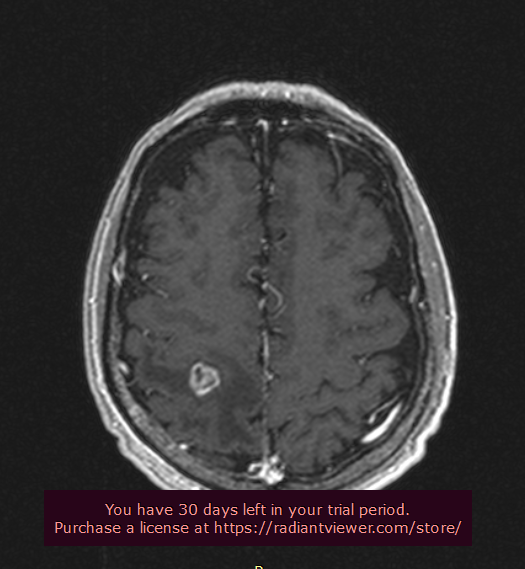 You have 30 days left in your trial period.
Purchase a license at https://radiantviewer.com/store/